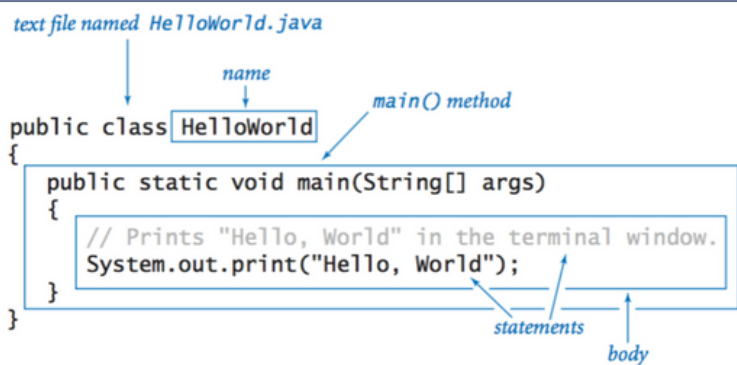 text file named HelloWorld.java
name
main() method
public class HelloWorld
{
public static void main(String[] args)
{
// Prints "Hello, World" in the terminal window.
System.out.print("Hello, World");
}
}
statements
body